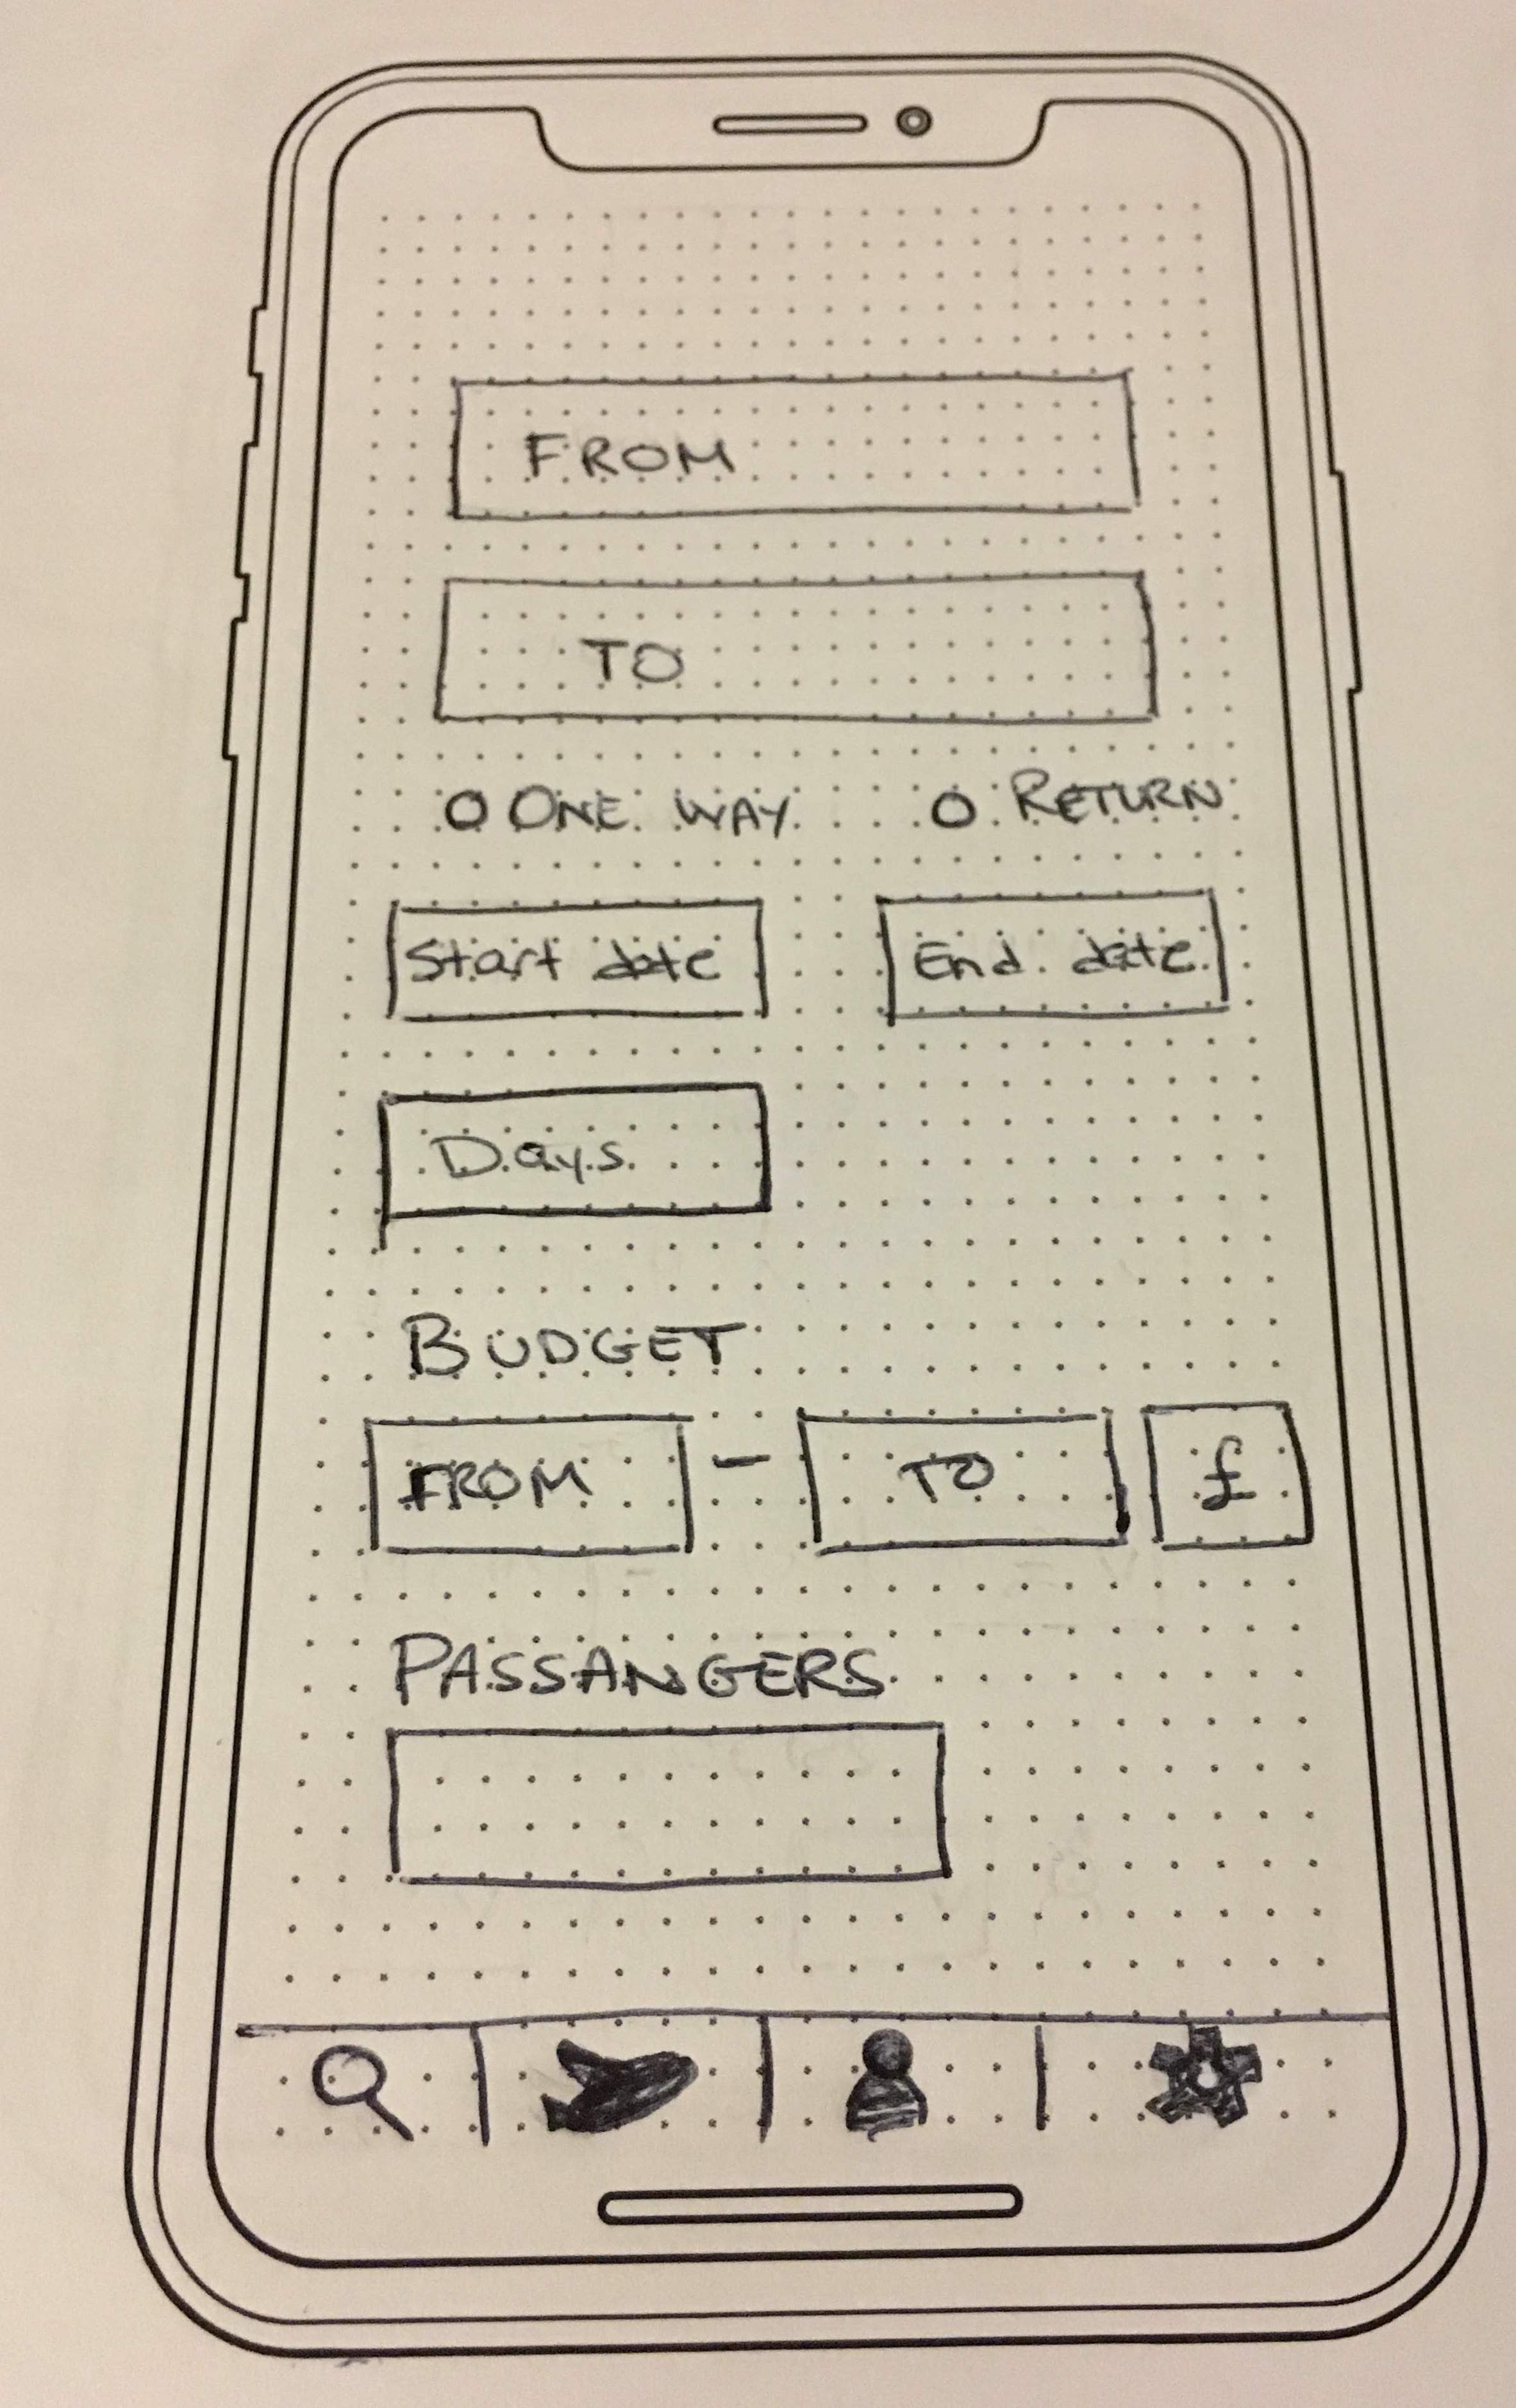 FROM
TO
ONE WAY RETURN
Start date End date
Days
BUDGET
FROM - TO £
PASSANGERS